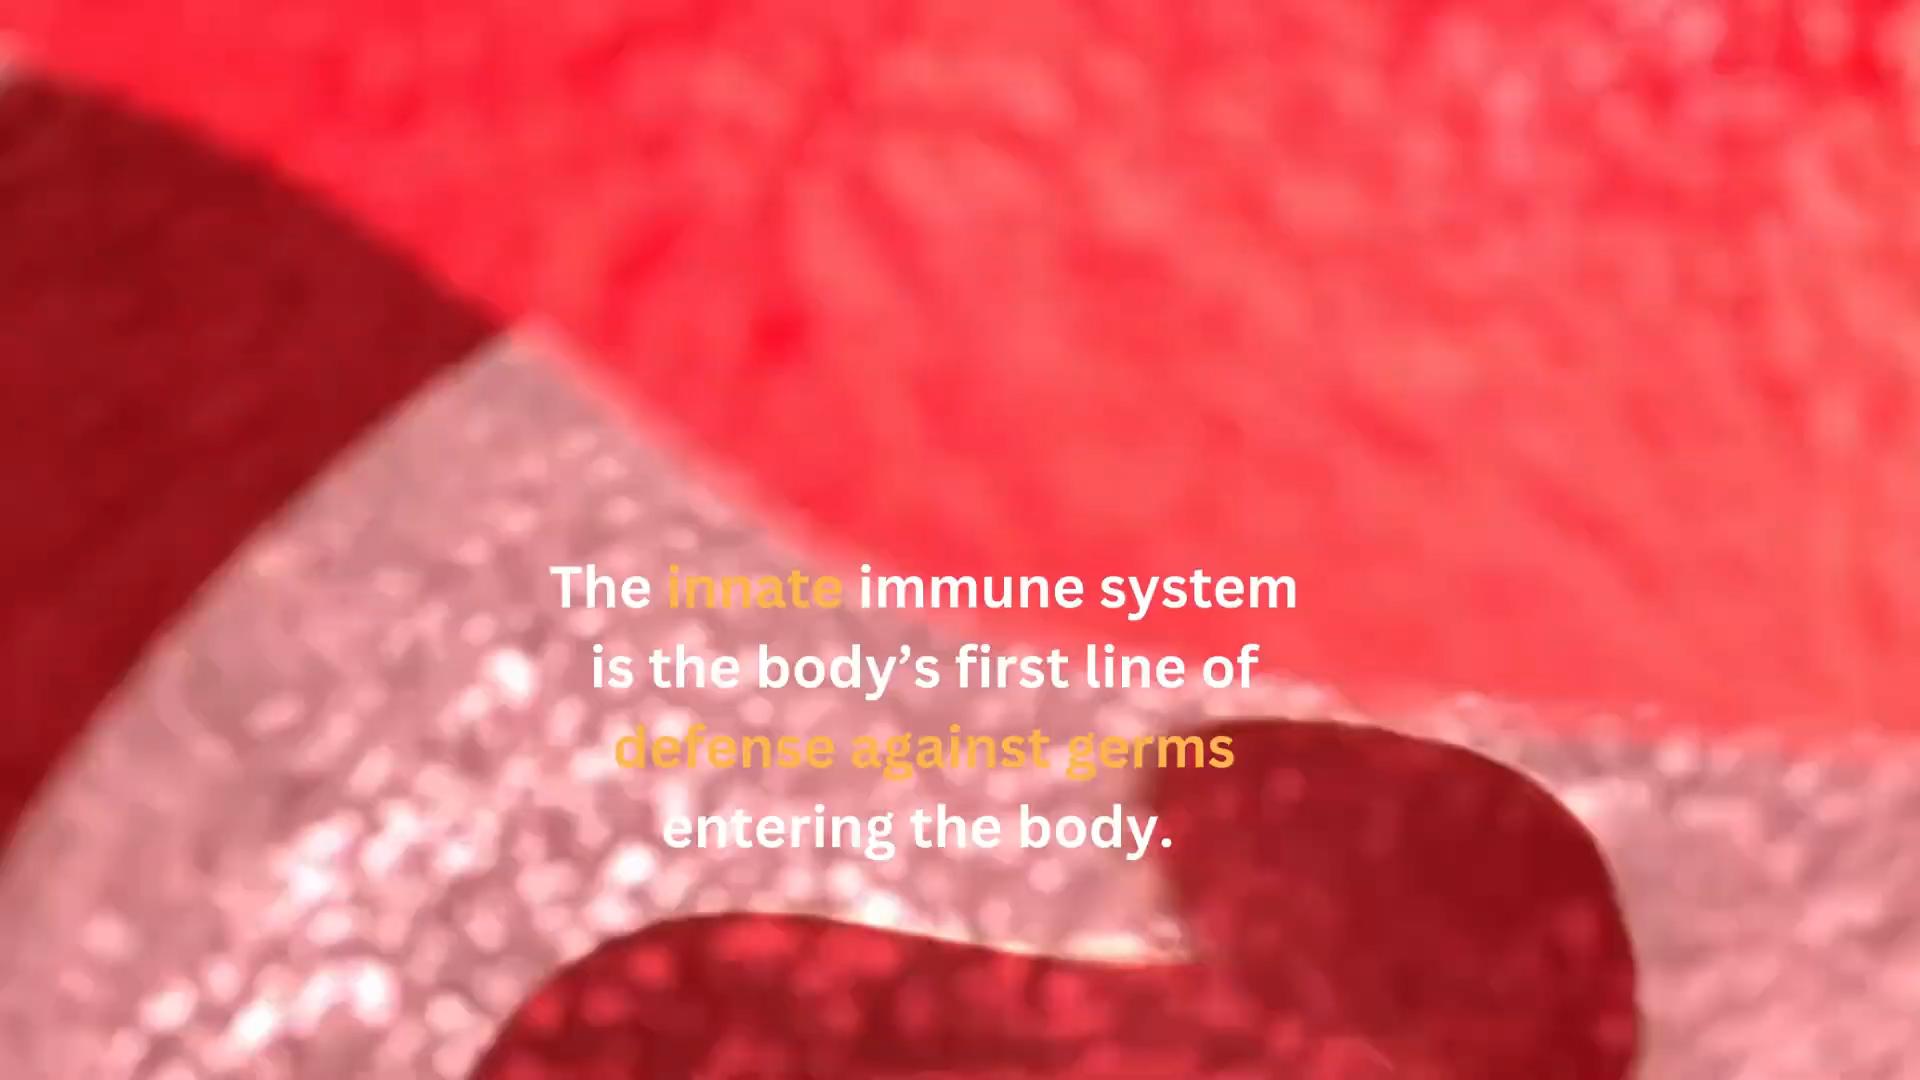 The innate immune system
is the body’s first line of
defense against germs
entering the body.